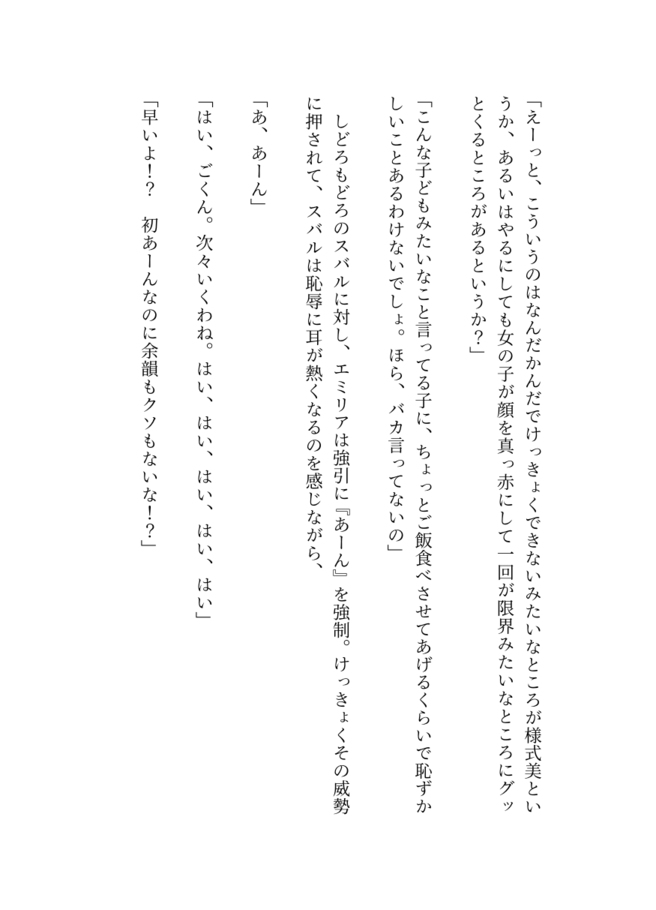 「えーっと、こういうのはなんだかんだでけっきょくできないみたいなところが様式美とい
うか、あるいはやるにしても女の子が顔を真っ赤にして一回が限界みたいなところにグッ
とくるところがあるというか？」
「こんな子どもみたいなこと言ってる子に、ちょっとご飯食べさせてあげるくらいで恥ずか
しいことあるわけないでしょ。ほら、バカ言ってないの」
　しどろもどろのスバルに対し、エミリアは強引に『あーん』を強制。けっきょくその威勢
に押されて、スバルは恥辱に耳が熱くなるのを感じながら、
「あ、あーん」
「はい、ごくん。次々いくわね。はい、はい、はい、はい、はい」
「早いよ！？　初あーんなのに余韻もクソもないな！？」